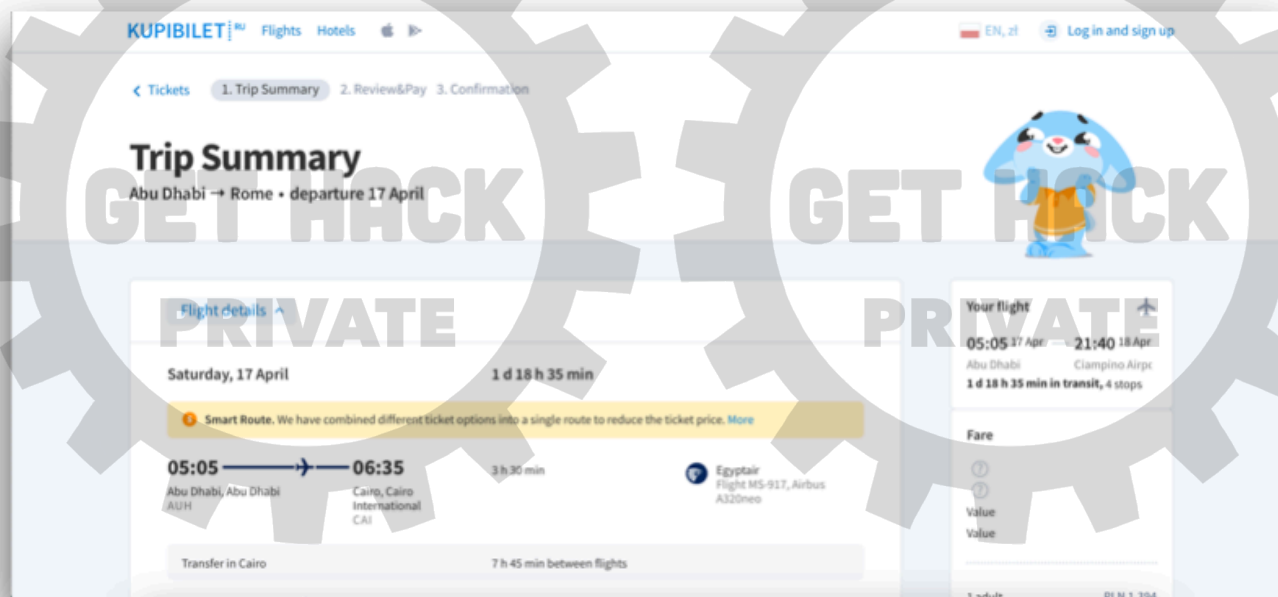 KUPIBILET RU Flights Hotels EN, zł Log in and sign up
Tickets 1. Trip Summary 2. Review&Pay 3. Confirmation
Trip Summary
Abu Dhabi → Rome • departure 17 April
GET HACK GET HACK
PRIVATE PRIVATE
Flight details
Saturday, 17 April 1 d 18 h 35 min
Smart Route. We have combined different ticket options into a single route to reduce the ticket price. More
05:05 06:35 3 h 30 min Egyptair
Abu Dhabi, Abu Dhabi Cairo, Cairo Flight MS-917, Airbus
AUH International A320neo
CAI
Transfer in Cairo 7 h 45 min between flights
Your flight
05:05 17 Apr 21:40 18 Apr
Abu Dhabi Ciampino Airpo
1 d 18 h 35 min in transit, 4 stops
Fare
Value
Value
1 adult PLN 1,394